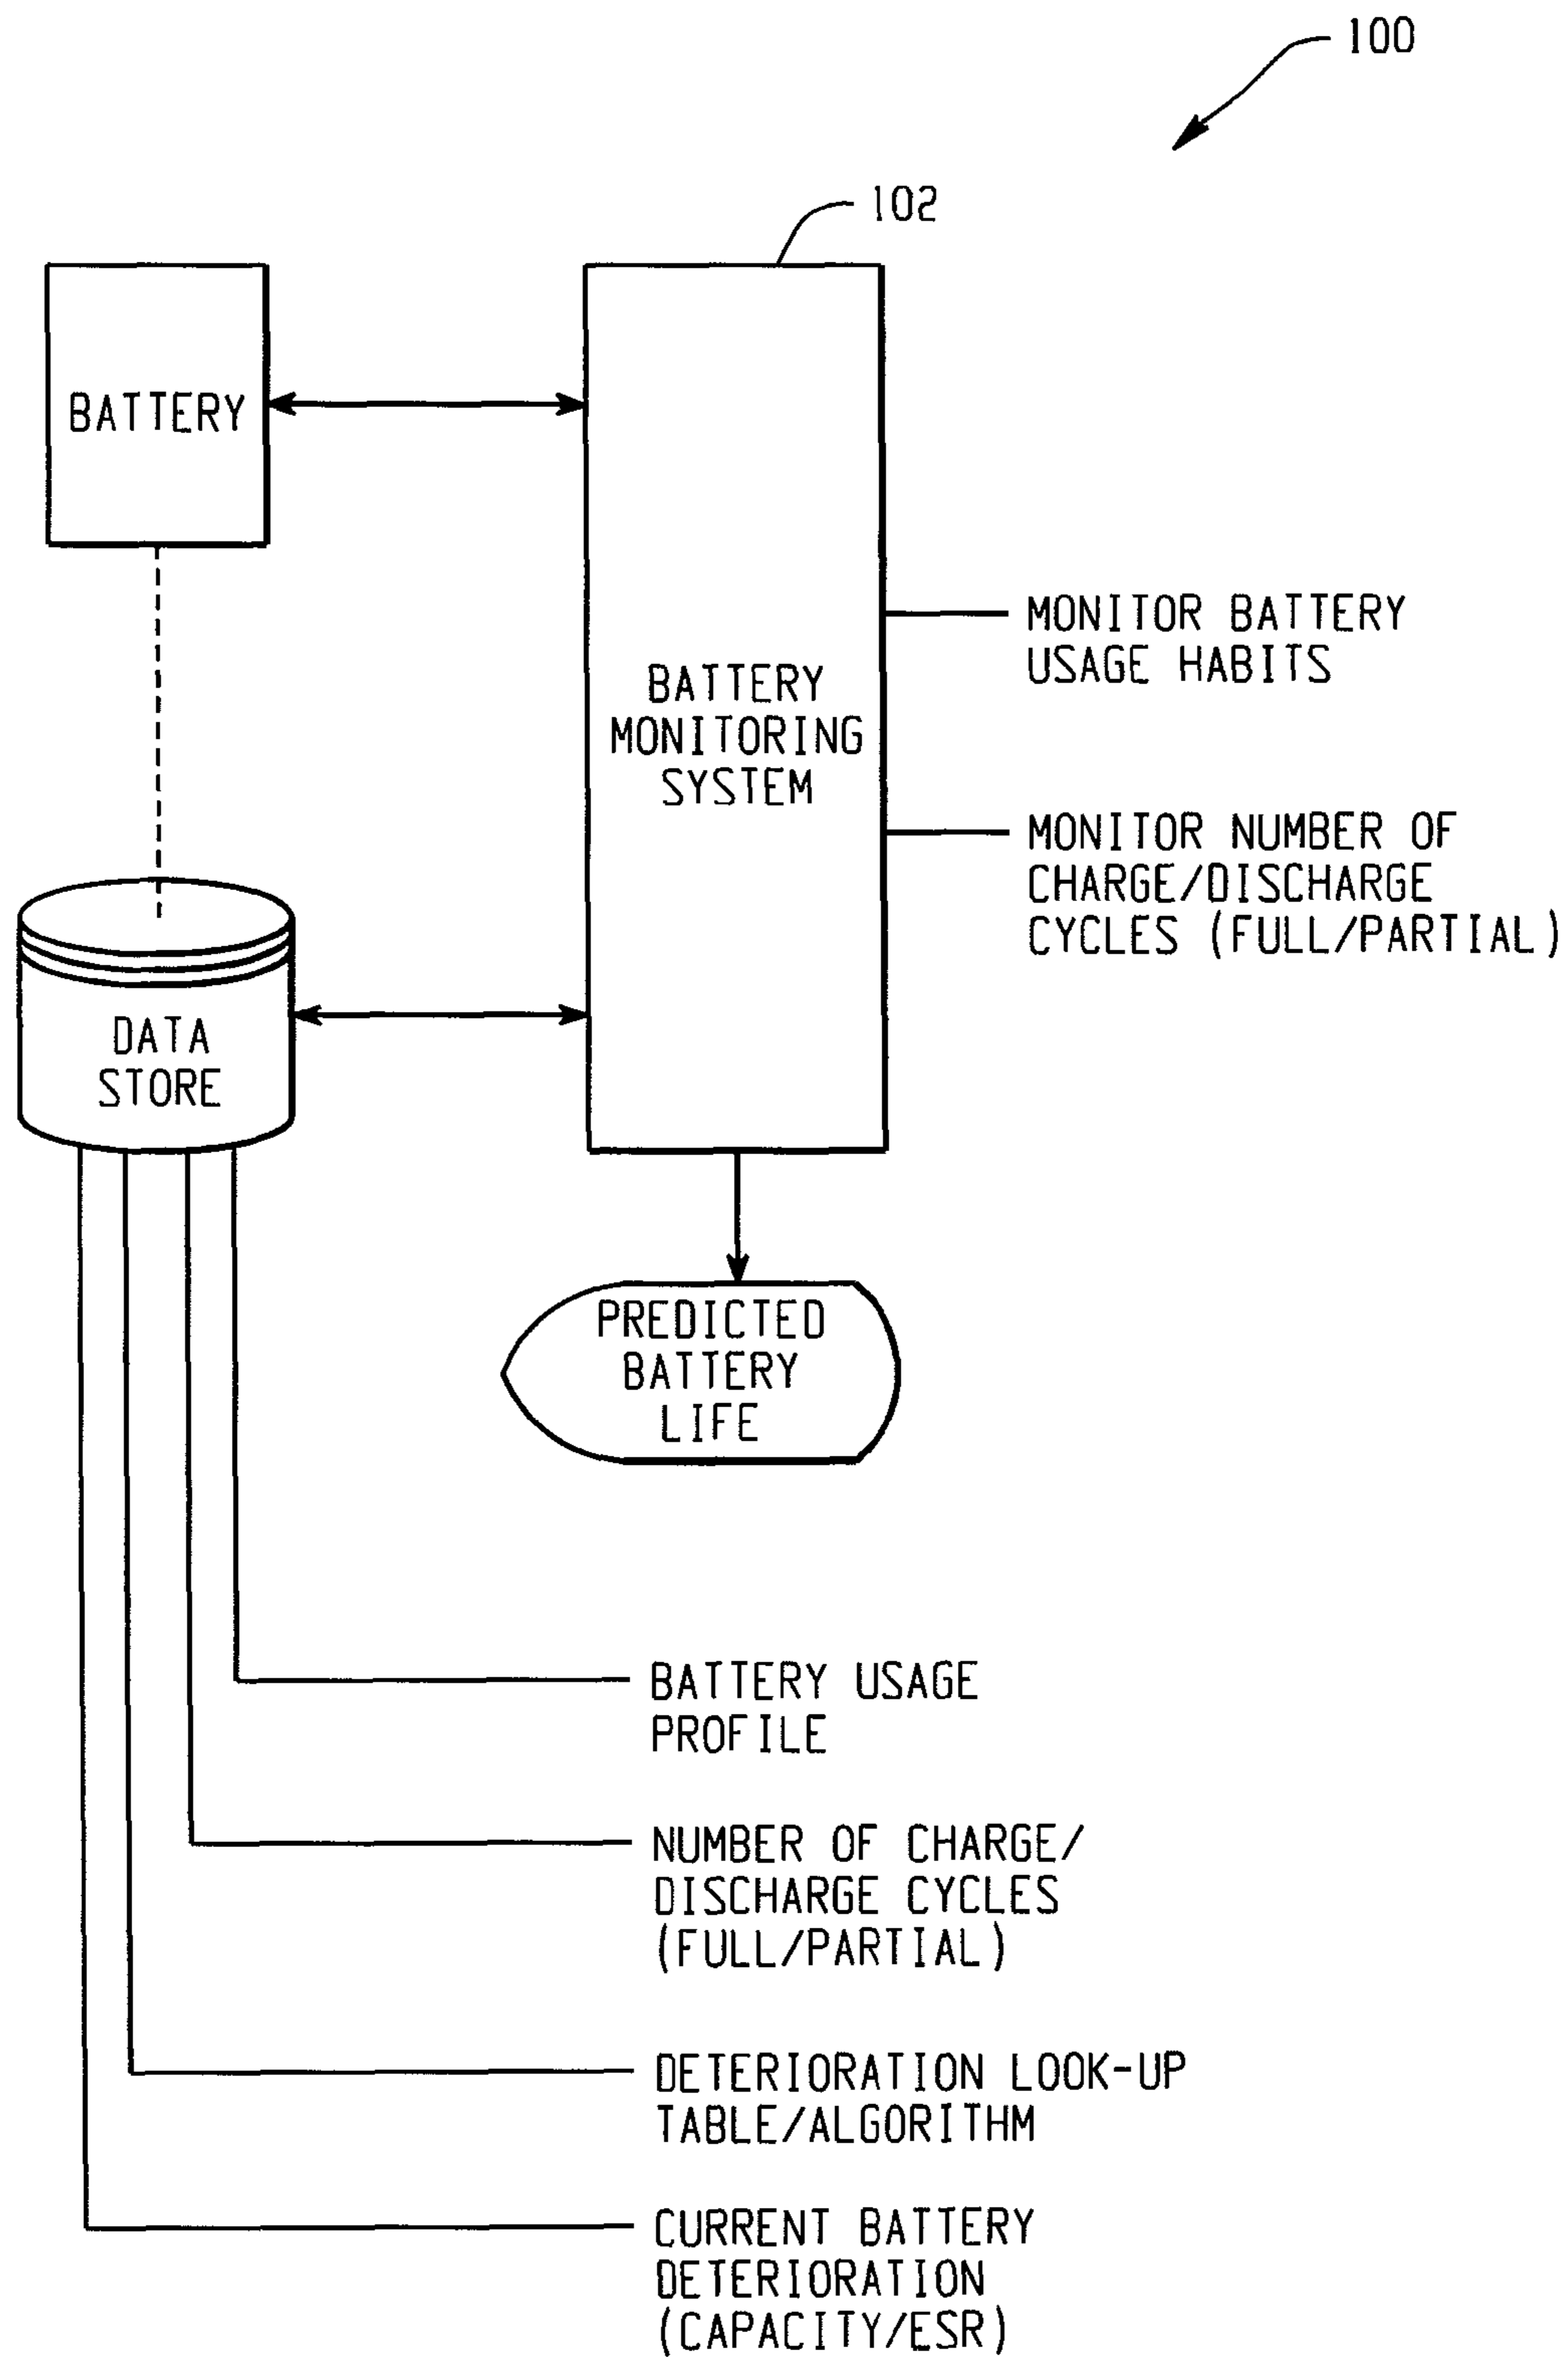 100
102
BATTERY
BATTERY
MONITORING
SYSTEM
MONITOR BATTERY
USAGE HABITS
MONITOR NUMBER OF
CHARGE/DISCHARGE
CYCLES (FULL/PARTIAL)
DATA
STORE
PREDICTED
BATTERY
LIFE
BATTERY USAGE
PROFILE
NUMBER OF CHARGE/
DISCHARGE CYCLES
(FULL/PARTIAL)
DETERIORATION LOOK-UP
TABLE/ALGORITHM
CURRENT BATTERY
DETERIORATION
(CAPACITY/ESR)